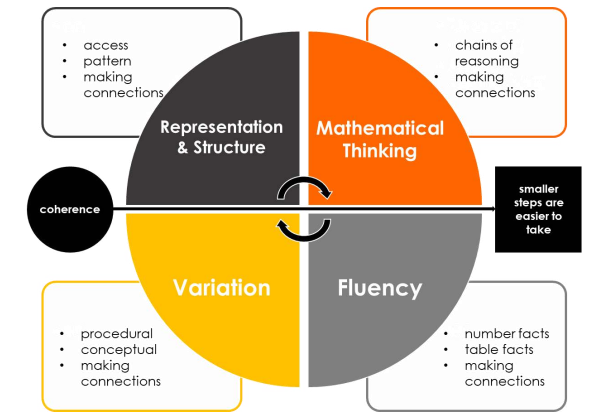 access
pattern
making
connections
Representation
& Structure
Mathematical
Thinking
chains of
reasoning
making
connections
coherence
smaller
steps are
easier to
take
Variation
Fluency
procedural
conceptual
making
connections
number facts
table facts
making
connections